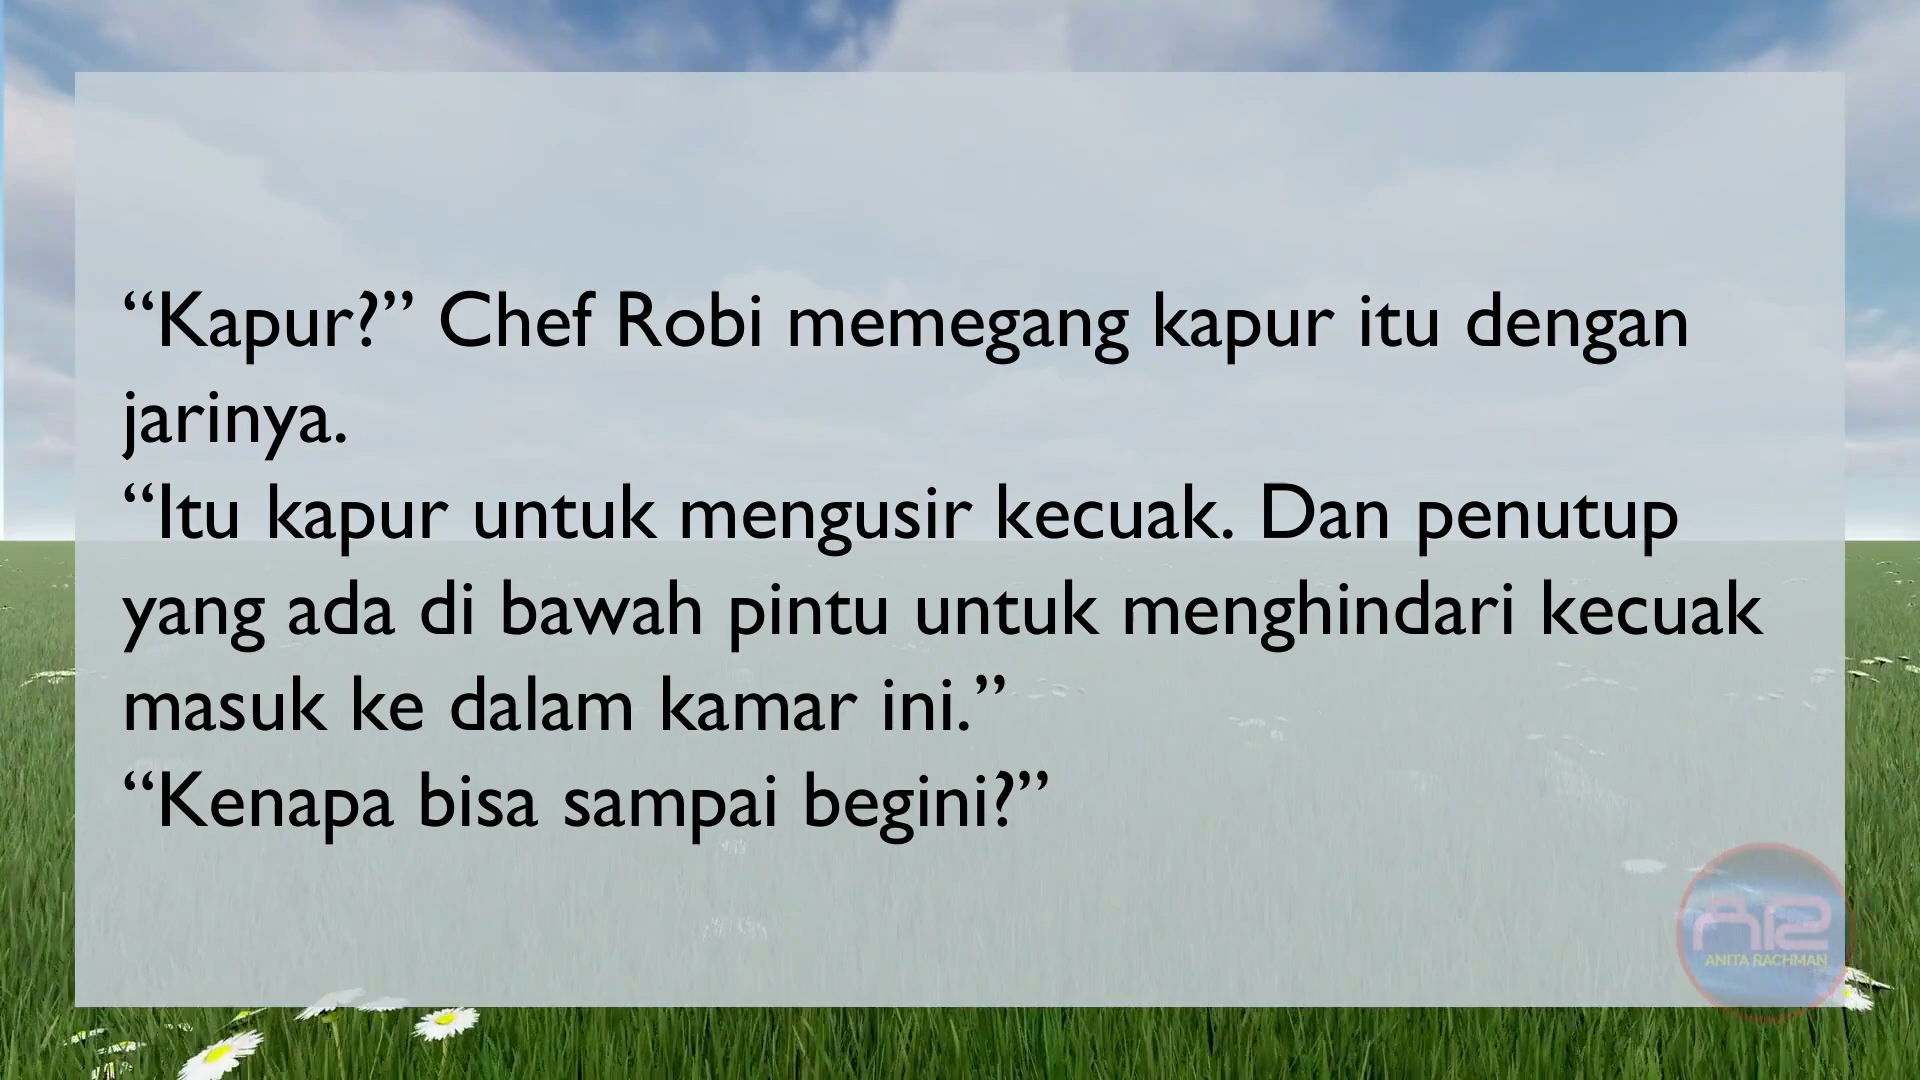 “Kapur?” Chef Robi memegang kapur itu dengan
jarinya.
“Itu kapur untuk mengusir kecuak. Dan penutup
yang ada di bawah pintu untuk menghindari kecuak
masuk ke dalam kamar ini.”
“Kenapa bisa sampai begini?”
ANITA RACHMAN